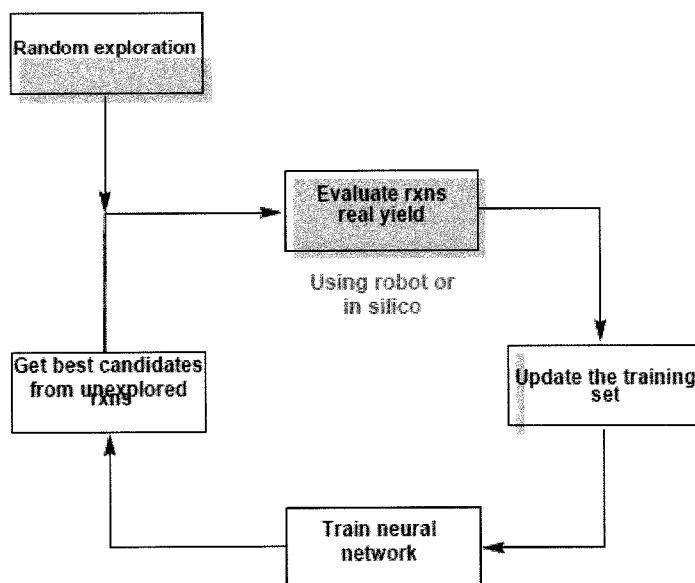 Random exploration
Evaluate rxns
real yield
Using robot or
in silico
Get best candidates
from unexplored
rxns
Update the training
set
Train neural
network